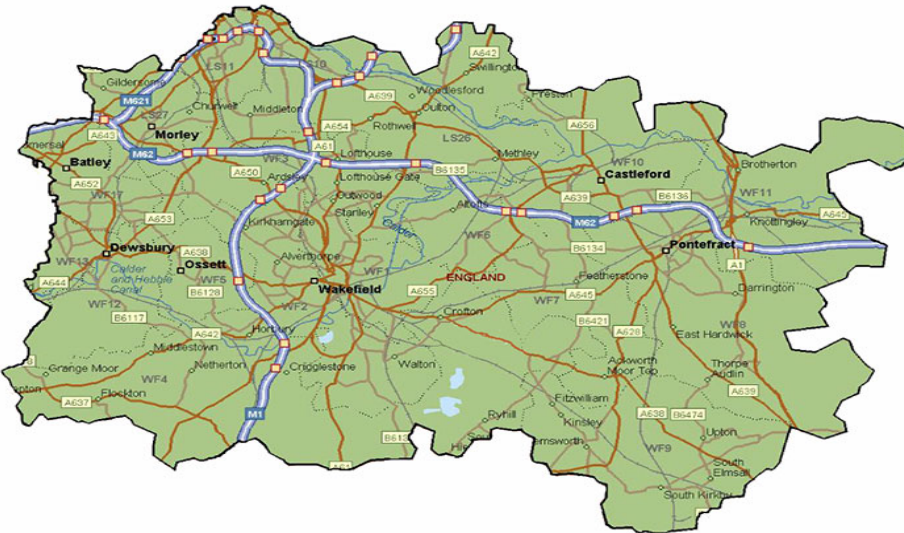 A642
Swillington
LS11
Gildersome
M621
A639
Woodlesford
Preston
Churwell
Middleton
Oulton
LS27
Rothwell
A656
A643
Morley
A654
LS26
A61
M62
WF3
Lofthouse
Methley
Batley
Lofthouse Gate
B6135
WF10
Brotherton
A650
Ardsley
Castleford
A652
WF17
Outwood
A639
B6136
WF11
Stanley
Altofts
A653
Kirkhamgate
M62
Knottingley
A645
Calder
WF6
Dewsbury
A638
B6134
Pontefract
WF13
Ossett
Alverthorpe
A1
Calder
and Hebble
Canal
WF1
ENGLAND
Featherstone
A644
WF5
Wakefield
B6128
A655
A645
Darrington
WF12
WF2
WF7
B6117
Crofton
B6421
WF8
A642
Horbury
A628
East Hardwick
Middlestown
Walton
Grange Moor
Netherton
Crigglestone
Ackworth
Moor Top
Thorpe
Audlin
WF4
Flockton
A637
A639
Fitzwilliam
M1
Ryhill
A638
B6474
Kinsley
Upton
B613
emsworth
WF9
A61
South
Elmsall
South Kirkby